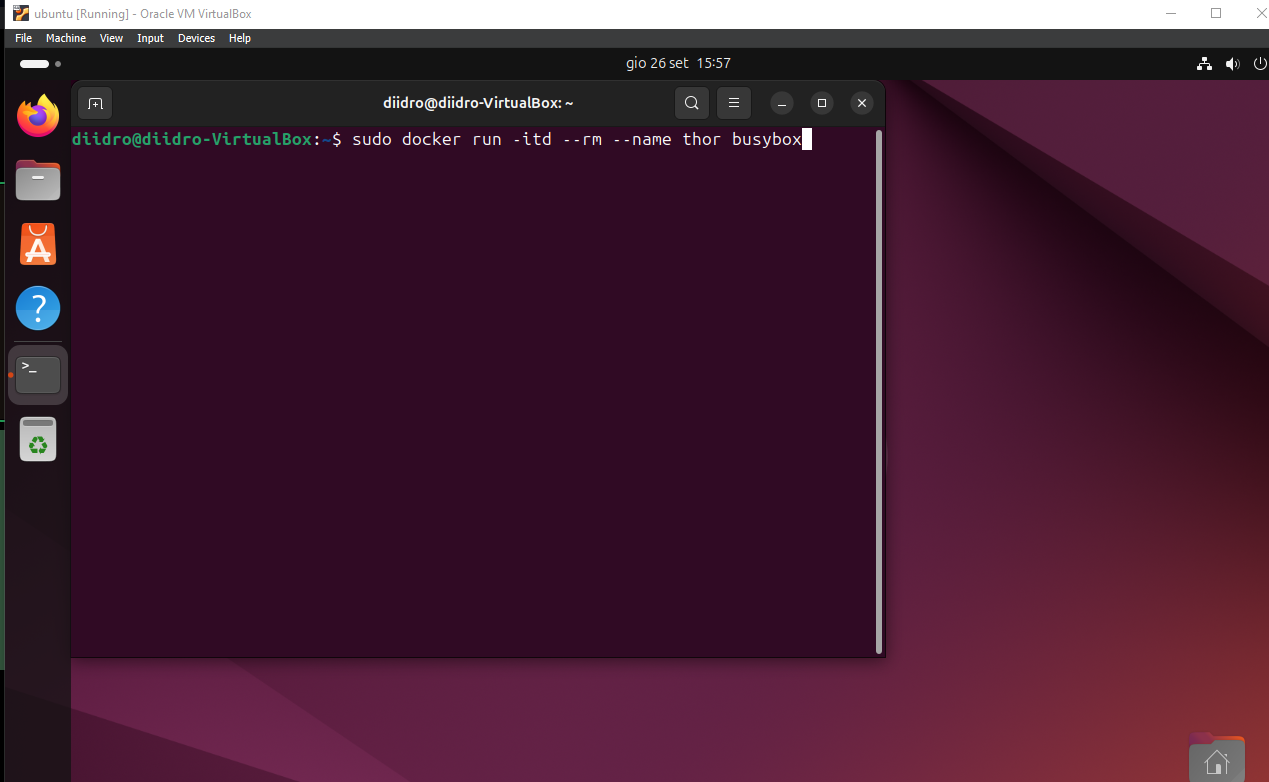 ubuntu [Running] - Oracle VM VirtualBox
File Machine View Input Devices Help
gio 26 set 15:57
diidro@diidro-VirtualBox: ~
diidro@diidro-VirtualBox:~$ sudo docker run -itd --rm --name thor busybox